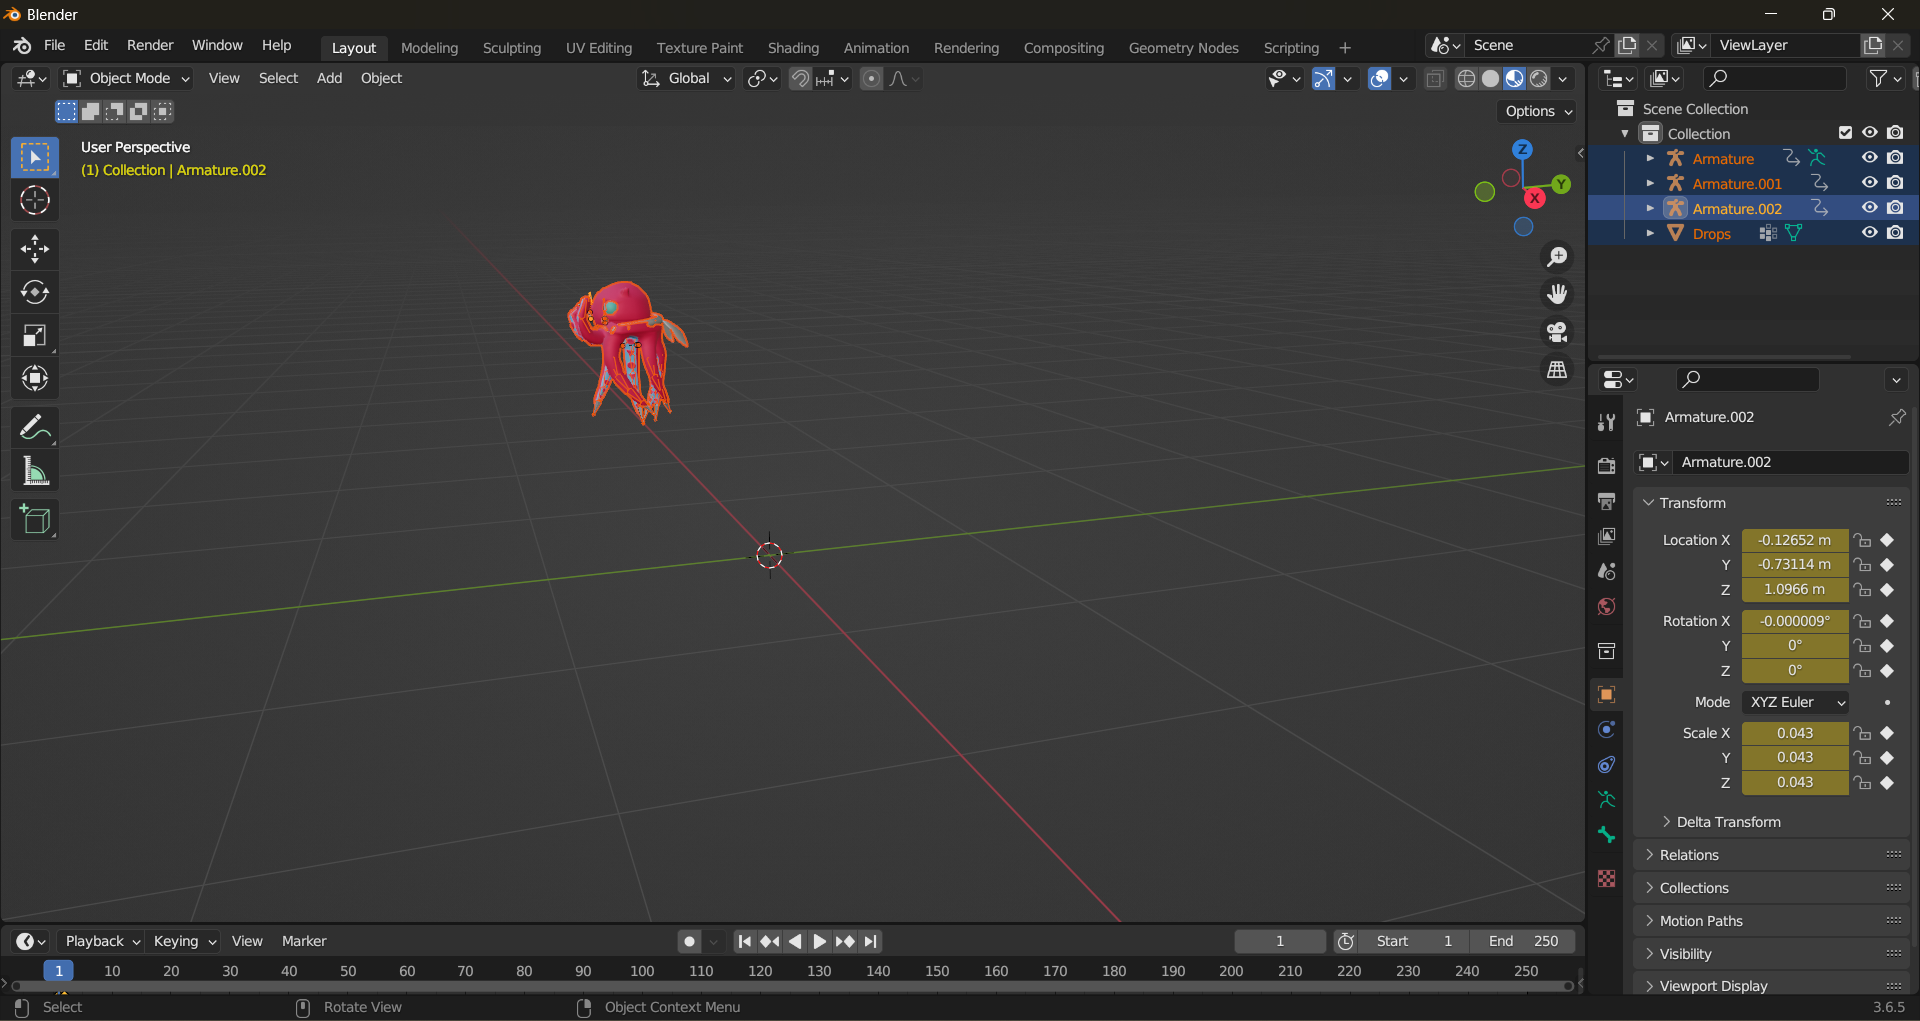 Blender
File Edit Render Window Help Layout Modeling Sculpting UV Editing Texture Paint Shading Animation Rendering Compositing Geometry Nodes Scripting + Scene ViewLayer
Object Mode View Select Add Object Global
Options
User Perspective
(1) Collection | Armature.002
Z
Y
X
Scene Collection
Collection
Armature
Armature.001
Armature.002
Drops
Armature.002
Armature.002
Transform
Location X -0.12652 m
Y -0.73114 m
Z 1.0966 m
Rotation X -0.000009°
Y 0°
Z 0°
Mode XYZ Euler
Scale X 0.043
Y 0.043
Z 0.043
Delta Transform
Relations
Collections
Motion Paths
Visibility
Viewport Display
Playback Keying View Marker 1 Start 1 End 250
1 10 20 30 40 50 60 70 80 90 100 110 120 130 140 150 160 170 180 190 200 210 220 230 240 250
Select Rotate View Object Context Menu 3.6.5